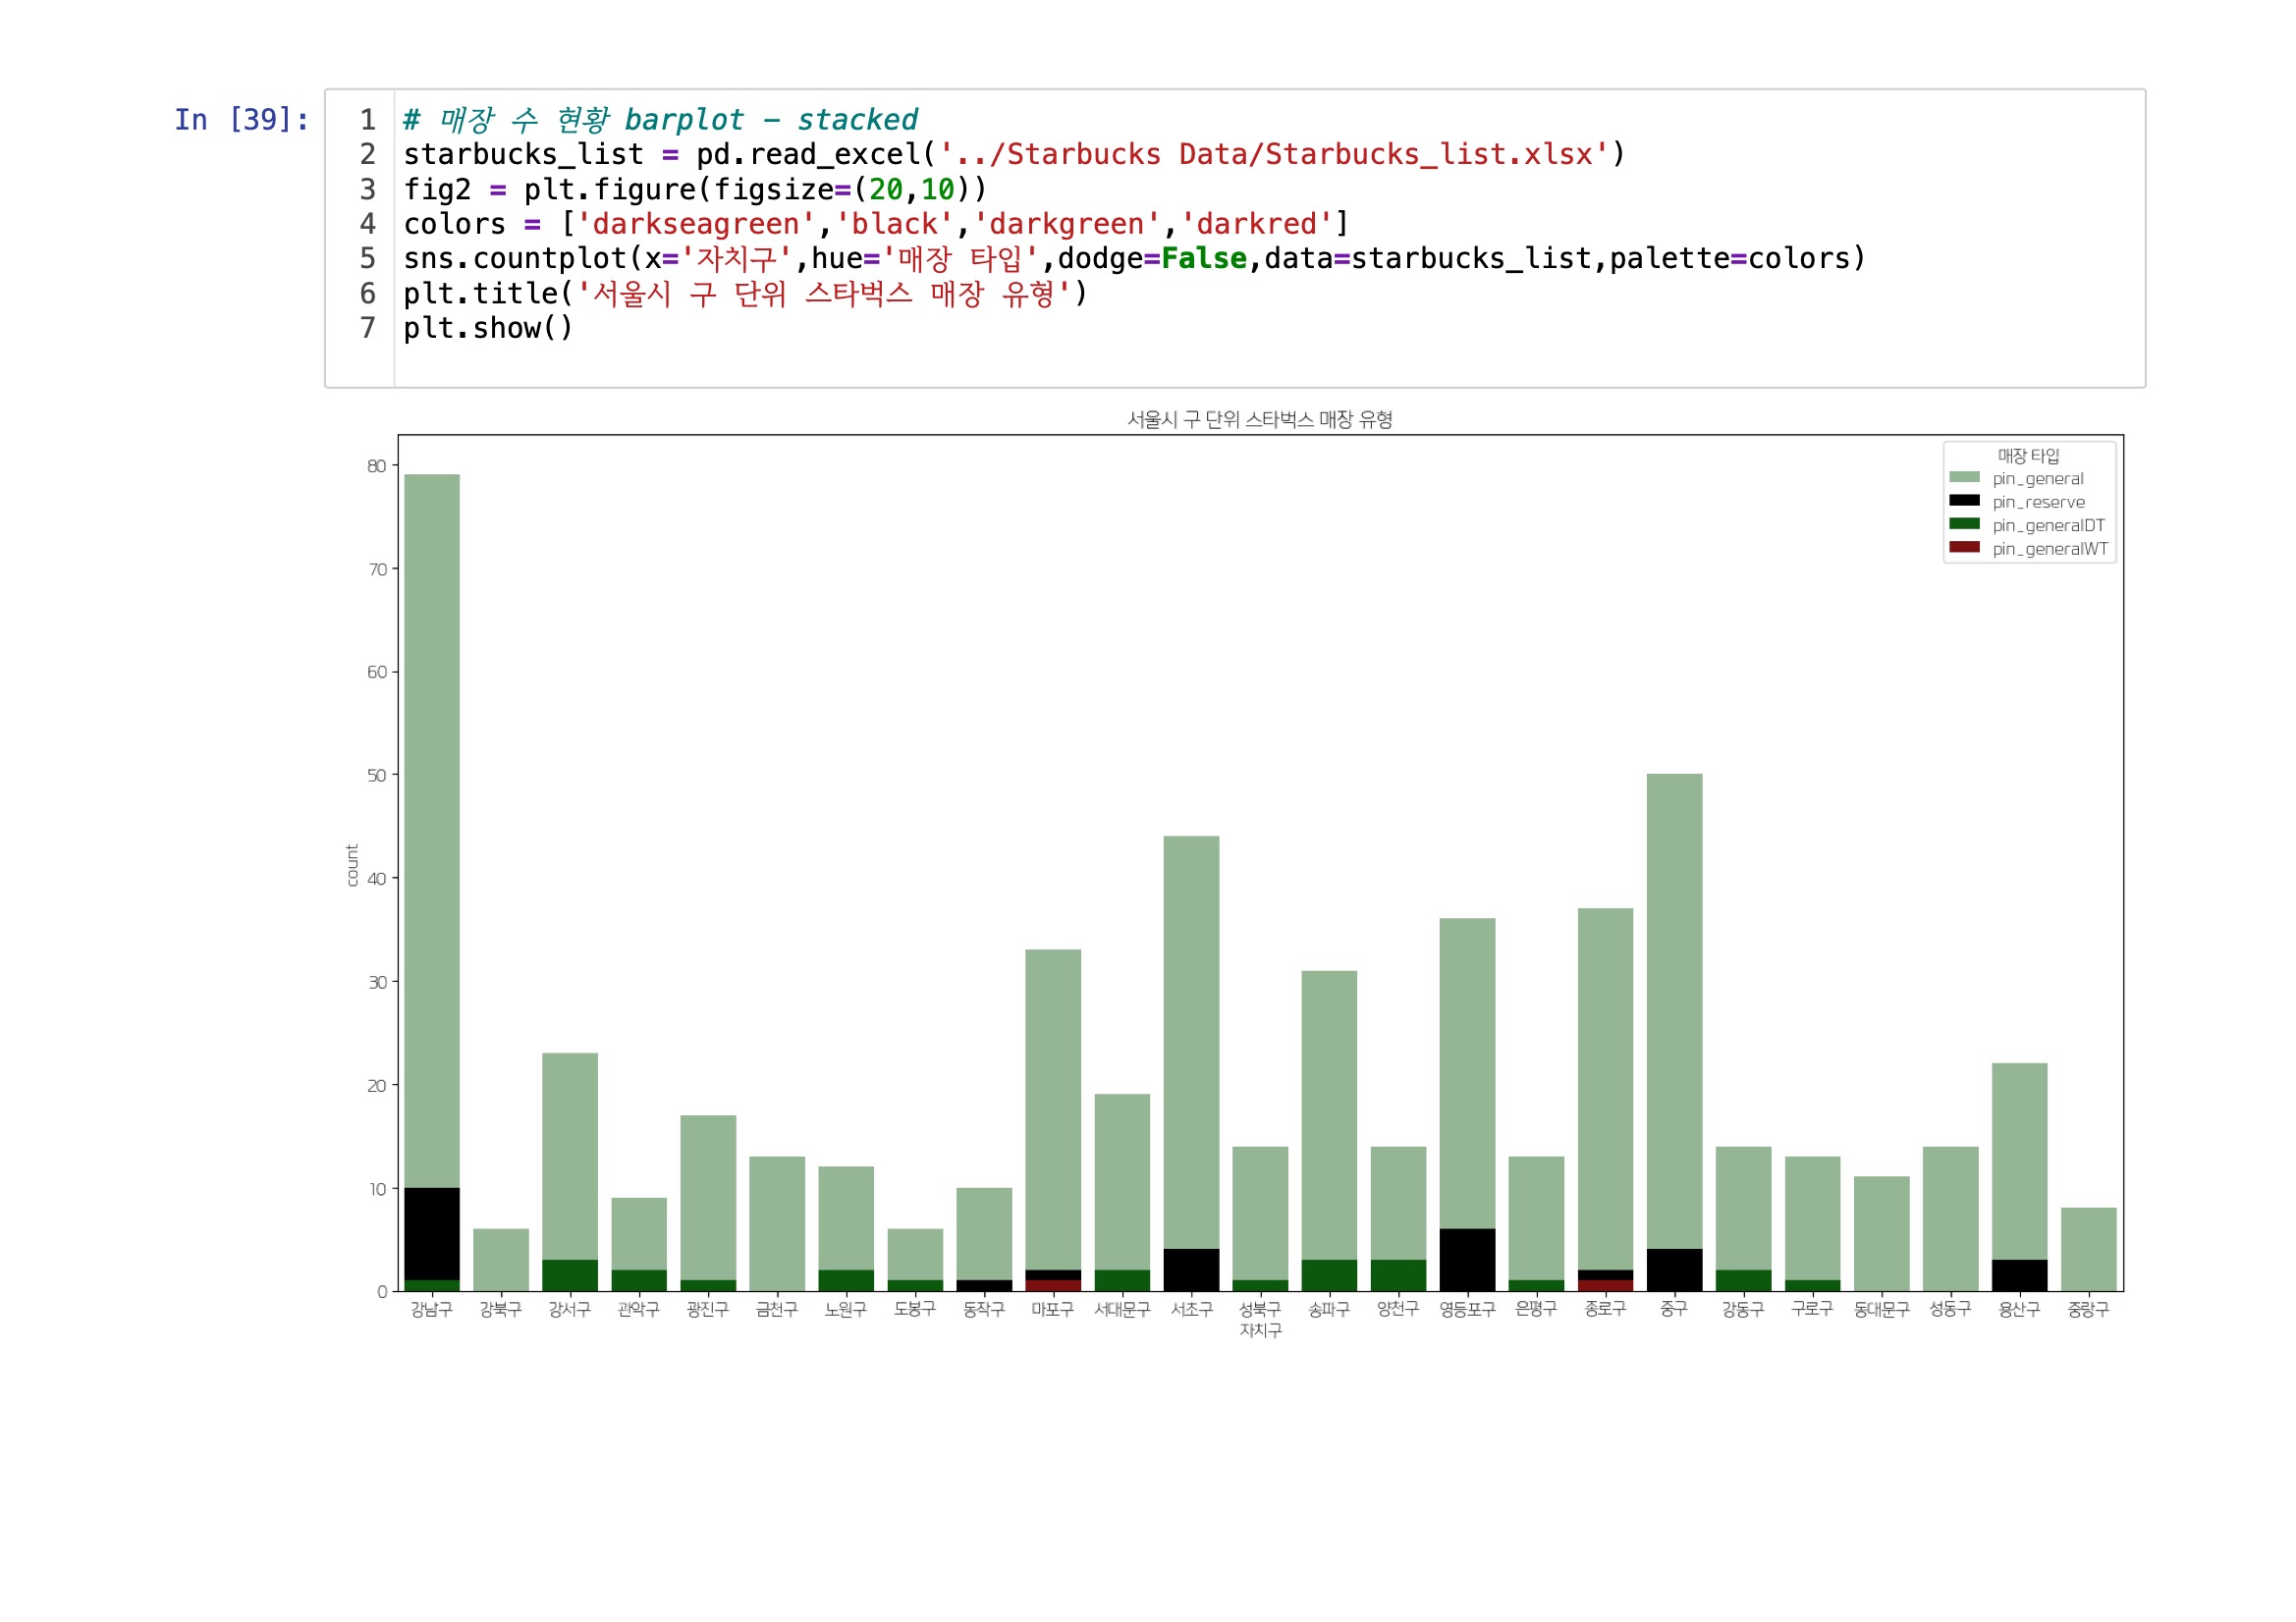 In [39]:
1 # 매장 수 현황 barplot - stacked
2 starbucks_list = pd.read_excel('../Starbucks Data/Starbucks_list.xlsx')
3 fig2 = plt.figure(figsize=(20,10))
4 colors = ['darkseagreen','black','darkgreen','darkred']
5 sns.countplot(x='자치구',hue='매장 타입',dodge=False,data=starbucks_list,palette=colors)
6 plt.title('서울시 구 단위 스타벅스 매장 유형')
7 plt.show()
서울시 구 단위 스타벅스 매장 유형
매장 타입
pin_general
pin_reserve
pin_generalDT
pin_generalWT
80
70
60
50
40
30
20
10
0
count
강남구 강북구 강서구 관악구 광진구 금천구 노원구 도봉구 동작구 마포구 서대문구 서초구 성북구 송파구 양천구 영등포구 은평구 종로구 중구 강동구 구로구 동대문구 성동구 용산구 중랑구
자치구